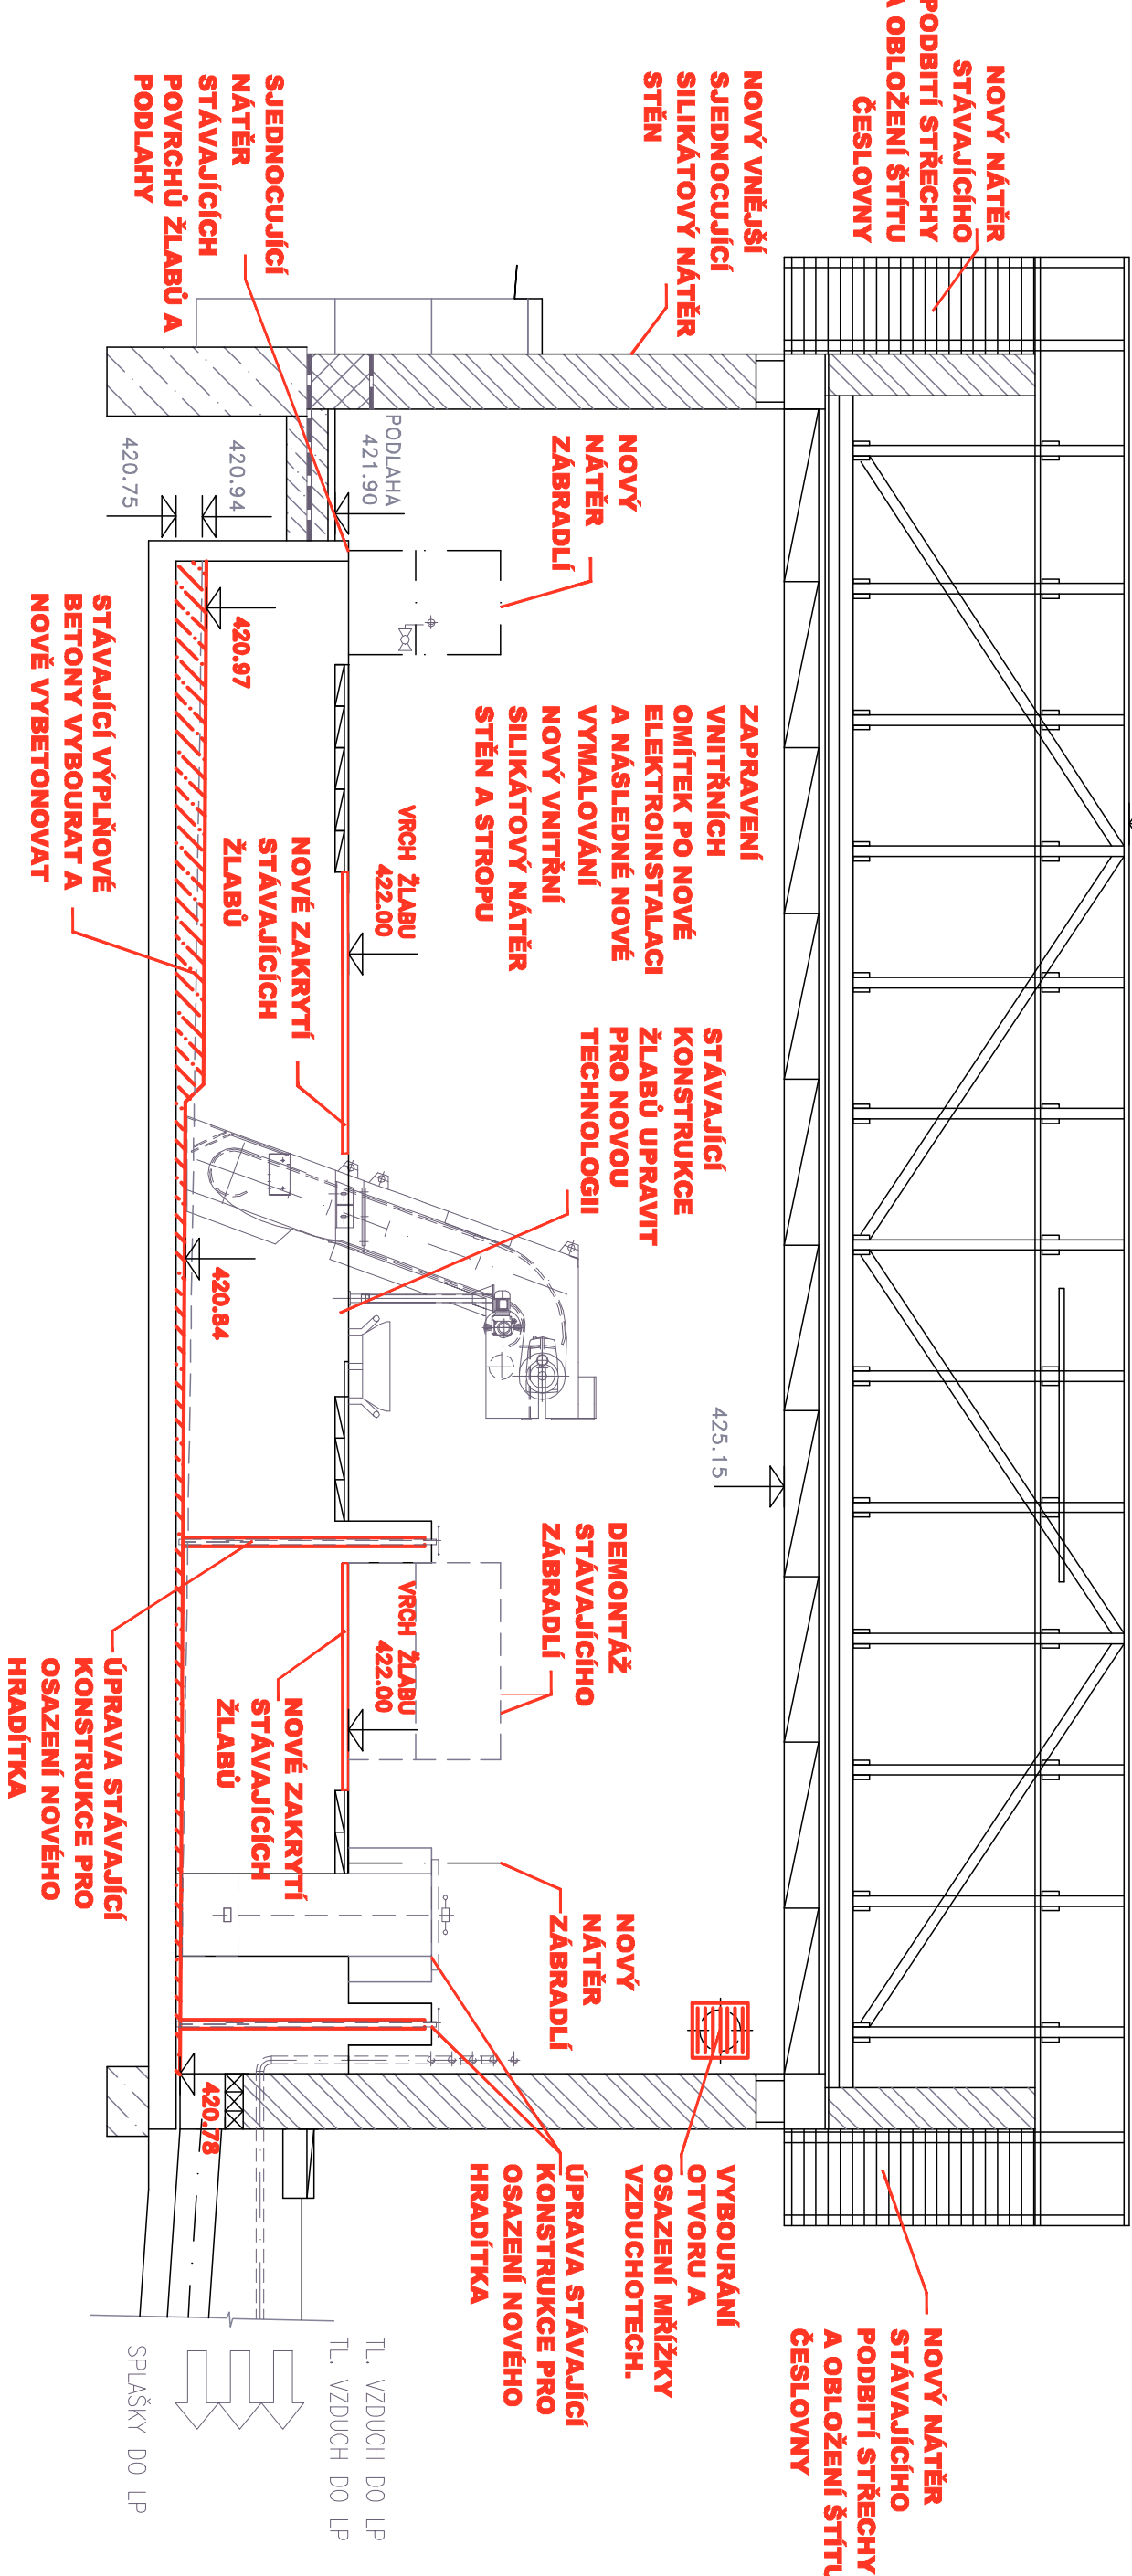 NOVÝ NÁTĚR
STÁVAJÍCÍHO
PODBITÍ STŘECHY
A OBLOŽENÍ ŠTÍTU
ČESLOVNY
NOVÝ VNĚJŠÍ
SJEDNOCUJÍCÍ
SILIKÁTOVÝ NÁTĚR
STĚN
SJEDNOCUJÍCÍ
NÁTĚR
STÁVAJÍCÍCH
POVRCHŮ ŽLABŮ A
PODLAHY
PODLAHA
421.90
420.94
420.75
NOVÝ
NÁTĚR
ZÁBRADLÍ
420.97
STÁVAJÍCÍ VÝPLŇOVÉ
BETONY VYBOURAT A
NOVĚ VYBETONOVAT
ZAPRAVENÍ
VNITŘNÍCH
OMÍTEK PO NOVÉ
ELEKTROINSTALACI
A NÁSLEDNÉ NOVÉ
VYMALOVÁNÍ
NOVÝ VNITŘNÍ
SILIKÁTOVÝ NÁTĚR
STĚN A STROPU
VRCH ŽLABU
422.00
NOVÉ ZAKRYTÍ
STÁVAJÍCÍCH
ŽLABŮ
STÁVAJÍCÍ
KONSTRUKCE
ŽLABŮ UPRAVIT
PRO NOVOU
TECHNOLOGII
420.84
425.15
DEMONTÁŽ
STÁVAJÍCÍHO
ZÁBRADLÍ
VRCH ŽLABU
422.00
NOVÉ ZAKRYTÍ
STÁVAJÍCÍCH
ŽLABŮ
ÚPRAVA STÁVAJÍCÍ
KONSTRUKCE PRO
OSAZENÍ NOVÉHO
HRADÍTKA
NOVÝ
NÁTĚR
ZÁBRADLÍ
420.78
VYBOURÁNÍ
OTVORU A
OSAZENÍ MŘÍŽKY
VZDUCHOTECH.
ÚPRAVA STÁVAJÍCÍ
KONSTRUKCE PRO
OSAZENÍ NOVÉHO
HRADÍTKA
NOVÝ NÁTĚR
STÁVAJÍCÍHO
PODBITÍ STŘECHY
A OBLOŽENÍ ŠTÍTU
ČESLOVNY
TL. VZDUCH DO LP
TL. VZDUCH DO LP
SPLAŠKY DO LP